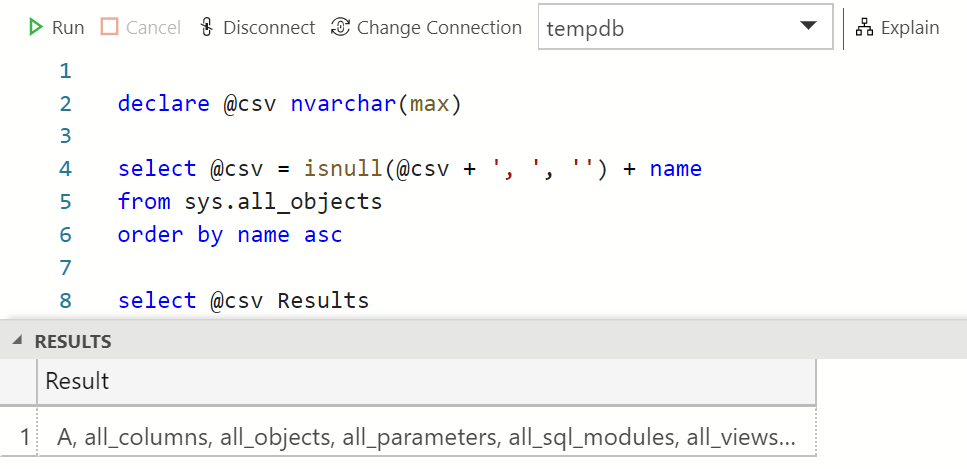 Run Cancel Disconnect Change Connection tempdb Explain
1
2 declare @csv nvarchar(max)
3
4 select @csv = isnull(@csv + ', ', '') + name
5 from sys.all_objects
6 order by name asc
7
8 select @csv Results
RESULTS
Result
1 A, all_columns, all_objects, all_parameters, all_sql_modules, all_views...